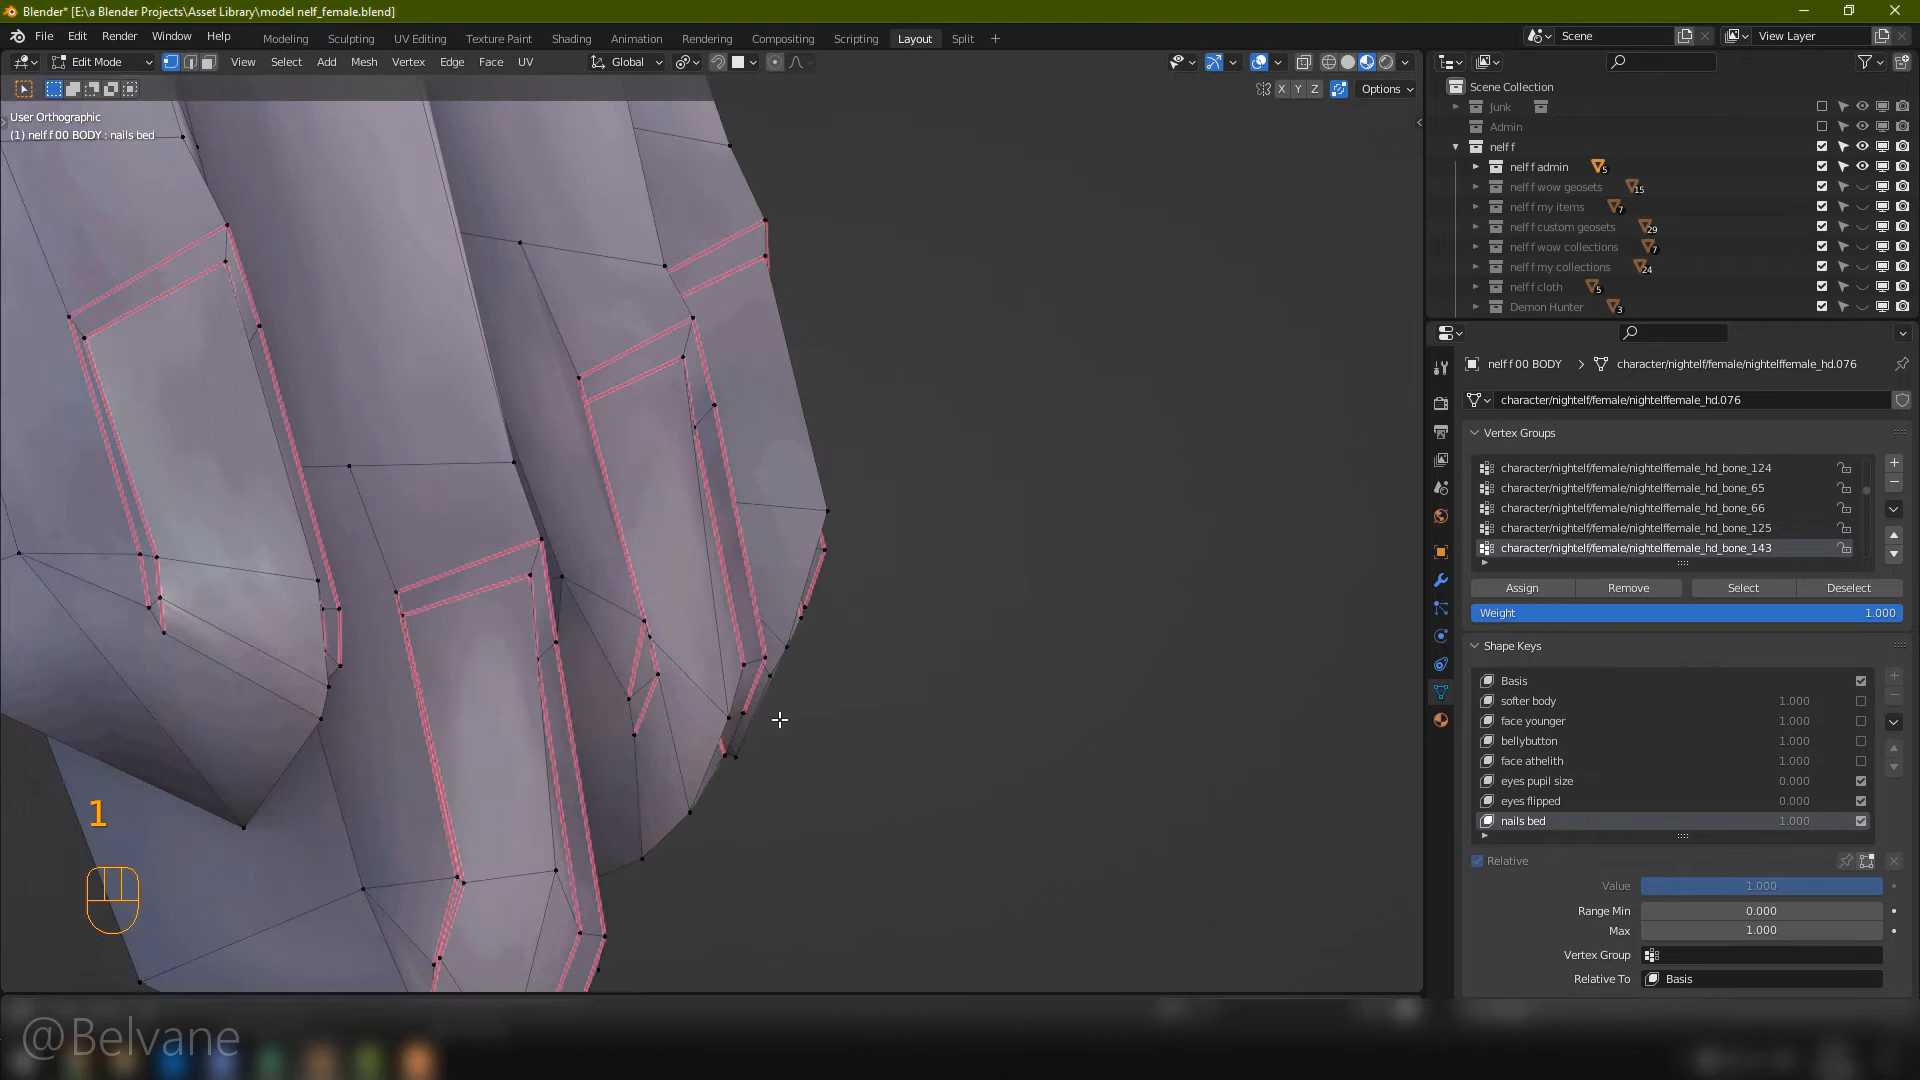 Blender* [E:\a Blender Projects\Asset Library\model nelf_female.blend]
File Edit Render Window Help
Modeling Sculpting UV Editing Texture Paint Shading Animation Rendering Compositing Scripting Layout Split +
Scene
View Layer
Edit Mode
View Select Add Mesh Vertex Edge Face UV
Global
X Y Z Options
User Orthographic
(1) nelf f 00 BODY : nails bed
Scene Collection
Junk
Admin
nelf f
nelf f admin 5
nelf f wow geosets 15
nelf f my items 7
nelf f custom geosets 29
nelf f wow collections 7
nelf f my collections 24
nelf f cloth 5
Demon Hunter 3
nelf f 00 BODY > character/nightelf/female/nightelffemale_hd.076
character/nightelf/female/nightelffemale_hd.076
Vertex Groups
character/nightelf/female/nightelffemale_hd_bone_124
character/nightelf/female/nightelffemale_hd_bone_65
character/nightelf/female/nightelffemale_hd_bone_66
character/nightelf/female/nightelffemale_hd_bone_125
character/nightelf/female/nightelffemale_hd_bone_143
Assign Remove Select Deselect
Weight 1.000
Shape Keys
Basis
softer body 1.000
face younger 1.000
bellybutton 1.000
face athelith 1.000
eyes pupil size 0.000
eyes flipped 0.000
nails bed 1.000
Relative
Value 1.000
Range Min 0.000
Max 1.000
Vertex Group
Relative To Basis
1
@Belvane